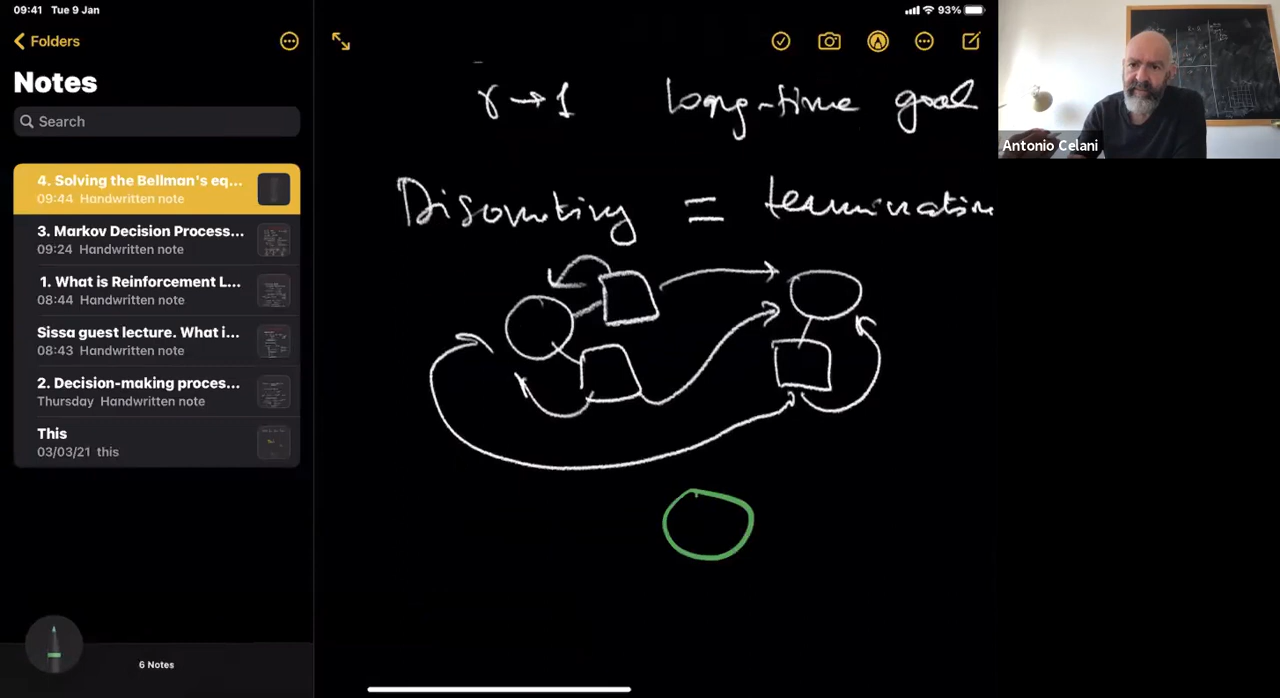 09:41 Tue 9 Jan
93%
Folders
Notes
Search
4. Solving the Bellman's eq...
09:44 Handwritten note
3. Markov Decision Process...
09:24 Handwritten note
1. What is Reinforcement L...
08:44 Handwritten note
Sissa guest lecture. What i...
08:43 Handwritten note
2. Decision-making proces...
Thursday Handwritten note
This
03/03/21 this
6 Notes
γ → 1 long-time goal
Discounting = termination
Antonio Celani